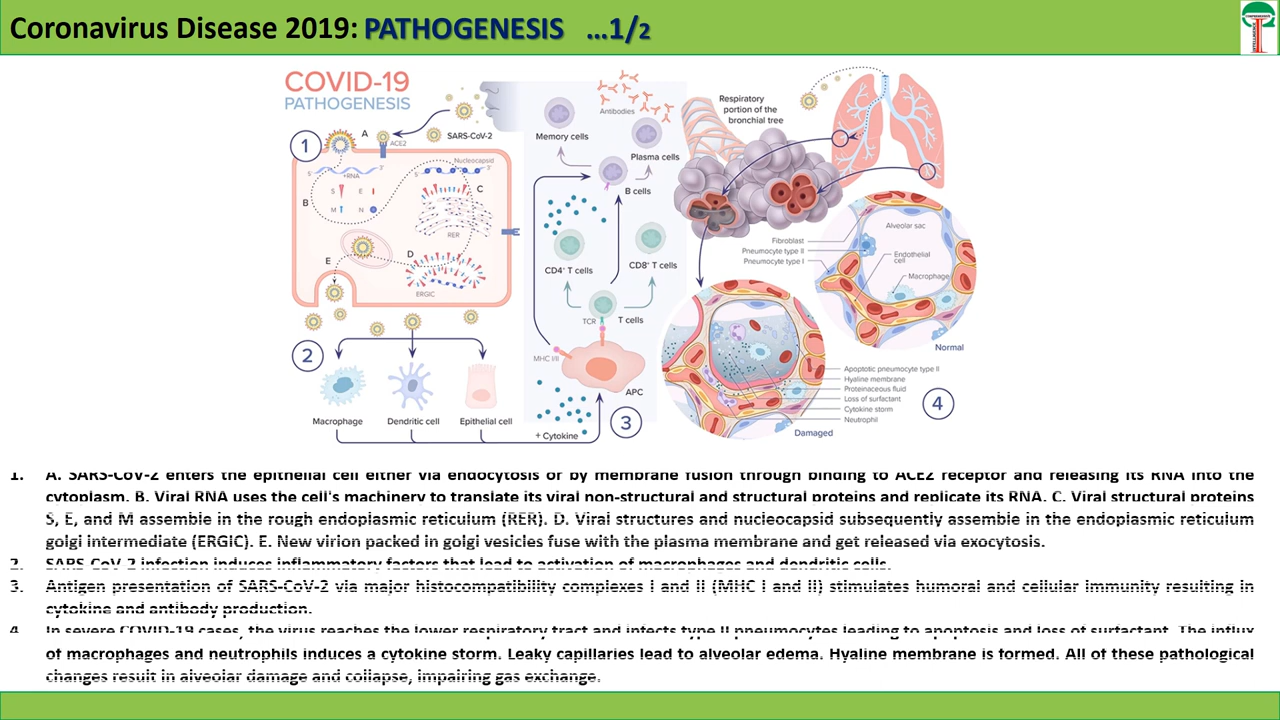 Coronavirus Disease 2019: PATHOGENESIS ...1/2
COVID-19
PATHOGENESIS
1
A
ACE2
SARS-CoV-2
Nucleocapsid
5'
+RNA
3'
5'
3'
S
E
M
N
B
C
RER
D
E
ERGIC
2
Macrophage
Dendritic cell
Epithelial cell
Antibodies
Memory cells
Plasma cells
B cells
CD4+ T cells
CD8+ T cells
TCR
T cells
MHC I/II
APC
+ Cytokine
3
Respiratory
portion of the
bronchial tree
Fibroblast
Pneumocyte type II
Pneumocyte type I
Alveolar sac
Endothelial
cell
Macrophage
Normal
Apoptotic pneumocyte type II
Hyaline membrane
Proteinaceous fluid
Loss of surfactant
Cytokine storm
Neutrophil
Damaged
4
1. A. SARS-CoV-2 enters the epithelial cell either via endocytosis or by membrane fusion through binding to ACE2 receptor and releasing its RNA into the
cytoplasm. B. Viral RNA uses the cell's machinery to translate its viral non-structural and structural proteins and replicate its RNA. C. Viral structural proteins
S, E, and M assemble in the rough endoplasmic reticulum (RER). D. Viral structures and nucleocapsid subsequently assemble in the endoplasmic reticulum
golgi intermediate (ERGIC). E. New virion packed in golgi vesicles fuse with the plasma membrane and get released via exocytosis.
2. SARS-CoV-2 infection induces inflammatory factors that lead to activation of macrophages and dendritic cells.
3. Antigen presentation of SARS-CoV-2 via major histocompatibility complexes I and II (MHC I and II) stimulates humoral and cellular immunity resulting in
cytokine and antibody production.
4. In severe COVID-19 cases, the virus reaches the lower respiratory tract and infects type II pneumocytes leading to apoptosis and loss of surfactant. The influx
of macrophages and neutrophils induces a cytokine storm. Leaky capillaries lead to alveolar edema. Hyaline membrane is formed. All of these pathological
changes result in alveolar damage and collapse, impairing gas exchange.